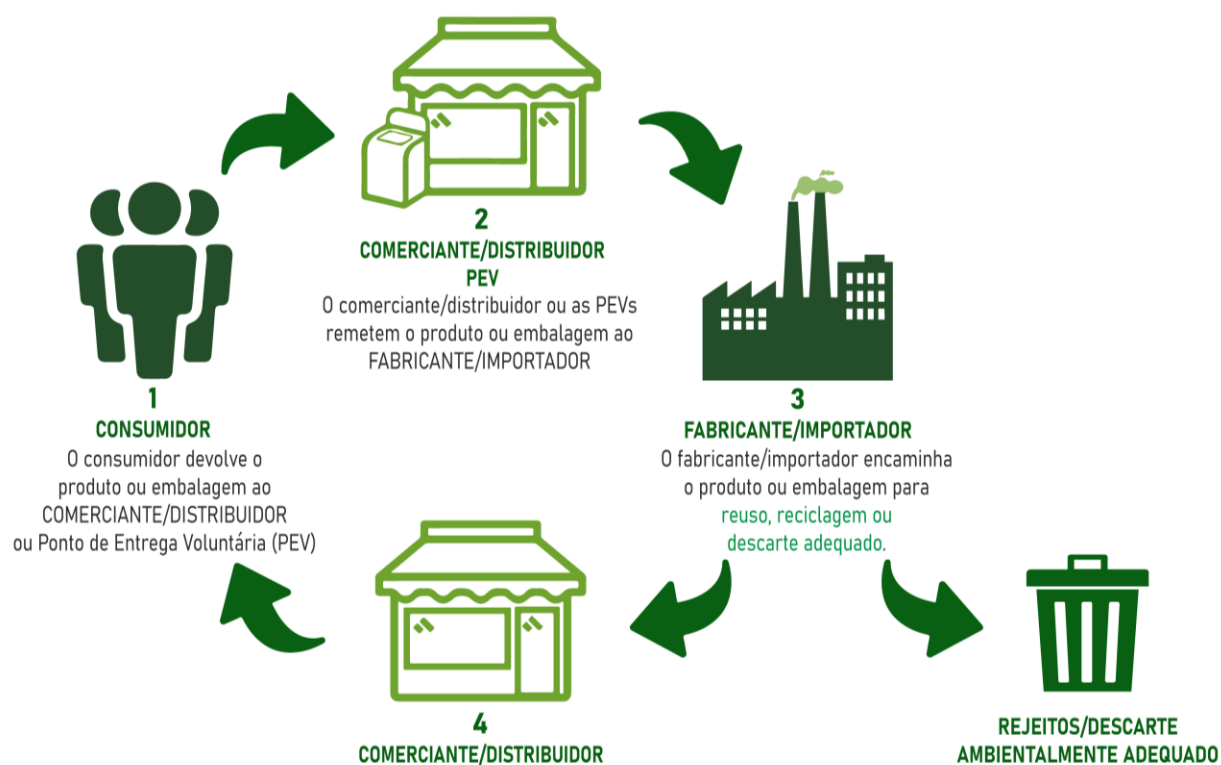 1
CONSUMIDOR
O consumidor devolve o
produto ou embalagem ao
COMERCIANTE/DISTRIBUIDOR
ou Ponto de Entrega Voluntária (PEV)
2
COMERCIANTE/DISTRIBUIDOR
PEV
O comerciante/distribuidor ou as PEVs
remetem o produto ou embalagem ao
FABRICANTE/IMPORTADOR
3
FABRICANTE/IMPORTADOR
O fabricante/importador encaminha
o produto ou embalagem para
reuso, reciclagem ou
descarte adequado.
4
COMERCIANTE/DISTRIBUIDOR
REJEITOS/DESCARTE
AMBIENTALMENTE ADEQUADO